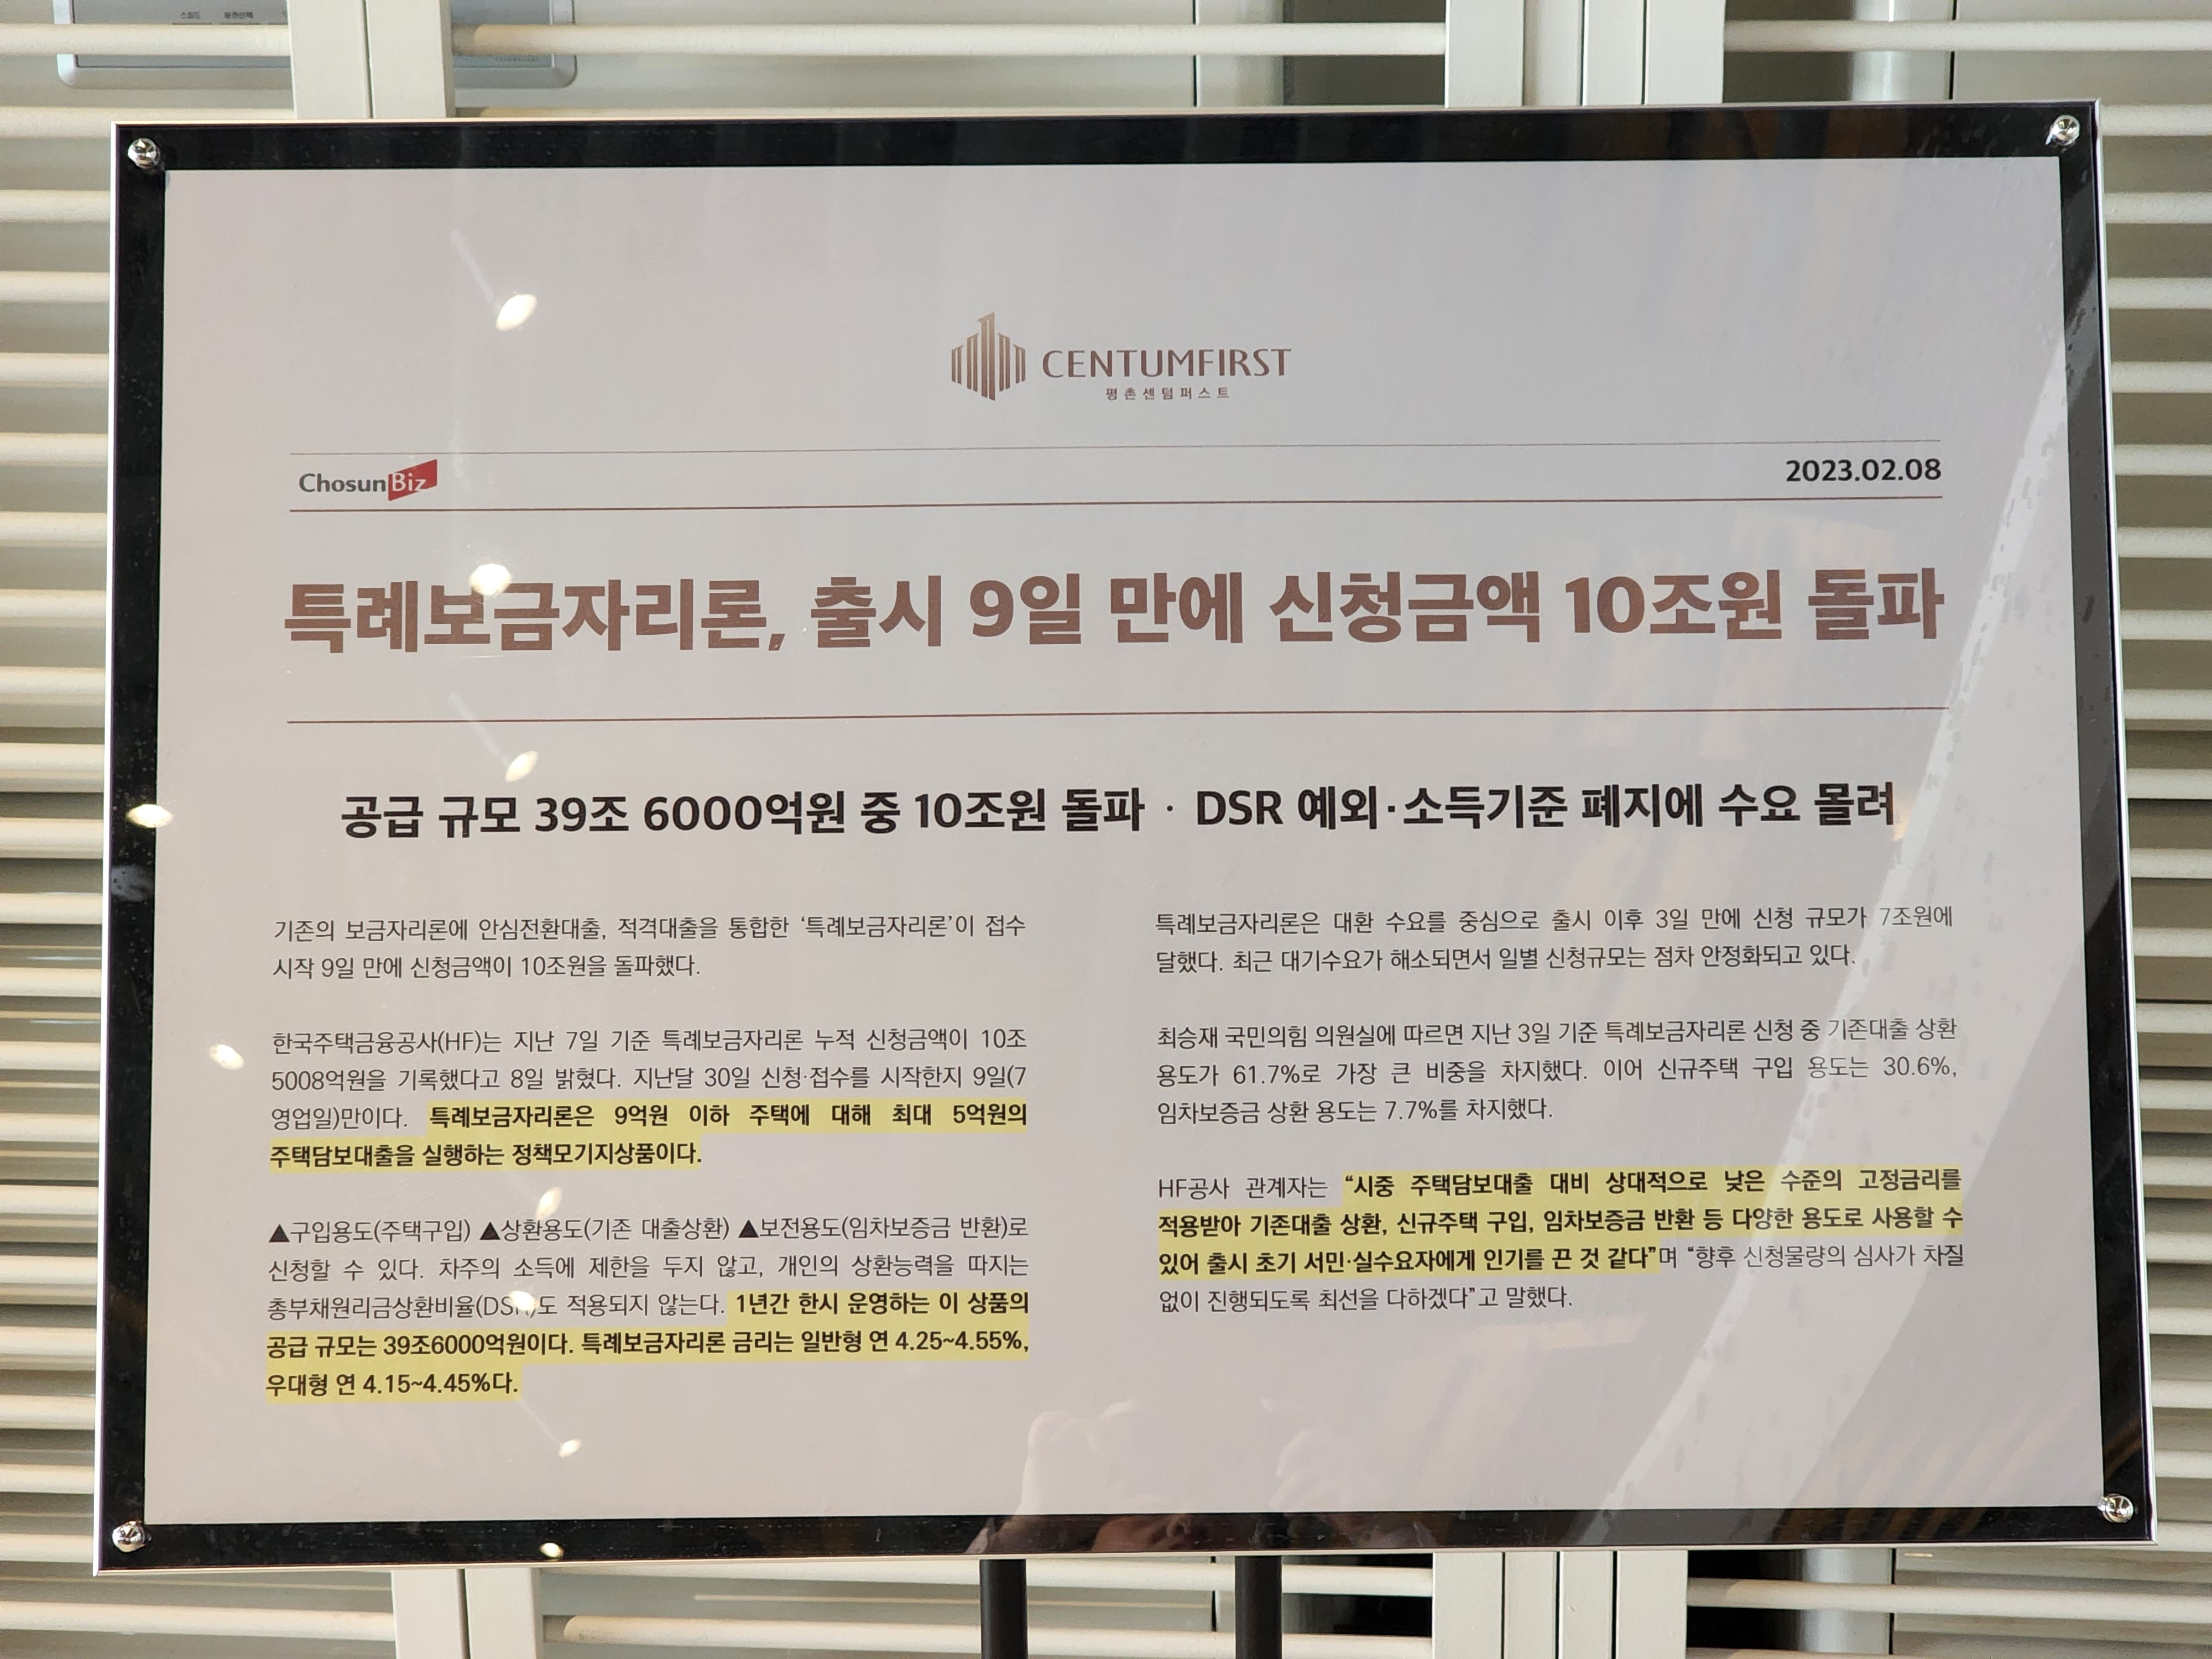 CENTUMFIRST
평촌센텀퍼스트
ChosunBiz
2023.02.08
특례보금자리론, 출시 9일 만에 신청금액 10조원 돌파
공급 규모 39조 6000억원 중 10조원 돌파 · DSR 예외·소득기준 폐지에 수요 몰려
기존의 보금자리론에 안심전환대출, 적격대출을 통합한 ‘특례보금자리론’이 접수
시작 9일 만에 신청금액이 10조원을 돌파했다.
한국주택금융공사(HF)는 지난 7일 기준 특례보금자리론 누적 신청금액이 10조
5008억원을 기록했다고 8일 밝혔다. 지난달 30일 신청·접수를 시작한지 9일(7
영업일)만이다. 특례보금자리론은 9억원 이하 주택에 대해 최대 5억원의
주택담보대출을 실행하는 정책모기지상품이다.
▲구입용도(주택구입) ▲상환용도(기존 대출상환) ▲보전용도(임차보증금 반환)로
신청할 수 있다. 차주의 소득에 제한을 두지 않고, 개인의 상환능력을 따지는
총부채원리금상환비율(DSR)도 적용되지 않는다. 1년간 한시 운영하는 이 상품의
공급 규모는 39조6000억원이다. 특례보금자리론 금리는 일반형 연 4.25~4.55%,
우대형 연 4.15~4.45%다.
특례보금자리론은 대환 수요를 중심으로 출시 이후 3일 만에 신청 규모가 7조원에
달했다. 최근 대기수요가 해소되면서 일별 신청규모는 점차 안정화되고 있다.
최승재 국민의힘 의원실에 따르면 지난 3일 기준 특례보금자리론 신청 중 기존대출 상환
용도가 61.7%로 가장 큰 비중을 차지했다. 이어 신규주택 구입 용도는 30.6%,
임차보증금 상환 용도는 7.7%를 차지했다.
HF공사 관계자는 “시중 주택담보대출 대비 상대적으로 낮은 수준의 고정금리를
적용받아 기존대출 상환, 신규주택 구입, 임차보증금 반환 등 다양한 용도로 사용할 수
있어 출시 초기 서민·실수요자에게 인기를 끈 것 같다”며 “향후 신청물량의 심사가 차질
없이 진행되도록 최선을 다하겠다”고 말했다.